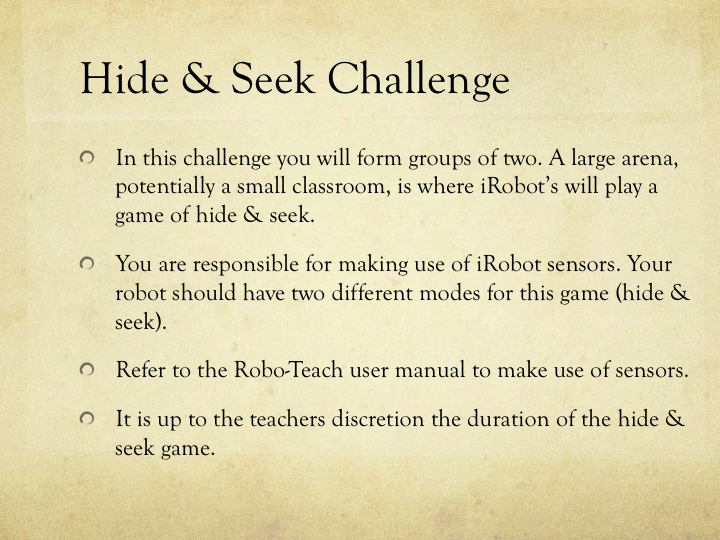 Hide & Seek Challenge
In this challenge you will form groups of two. A large arena,
potentially a small classroom, is where iRobot's will play a
game of hide & seek.
You are responsible for making use of iRobot sensors. Your
robot should have two different modes for this game (hide &
seek).
Refer to the Robo-Teach user manual to make use of sensors.
It is up to the teachers discretion the duration of the hide &
seek game.